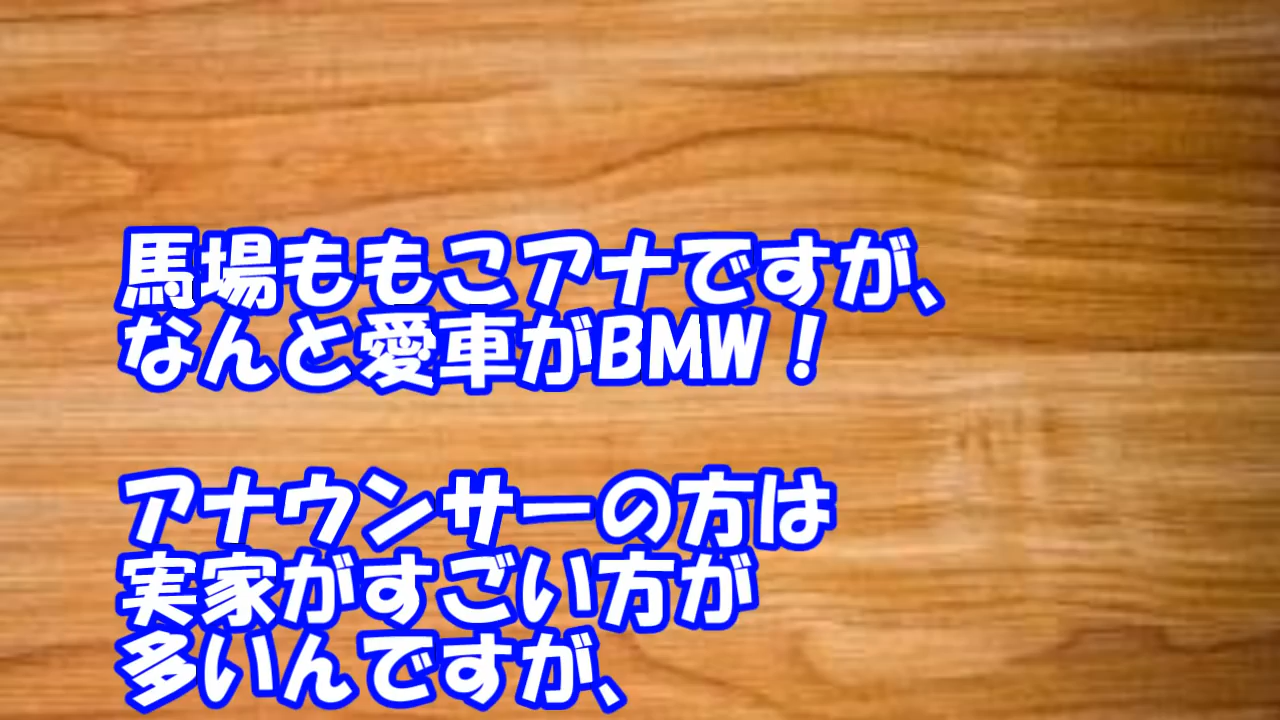 馬場ももこアナですが、
なんと愛車がBMW！
アナウンサーの方は
実家がすごい方が
多いんですが、